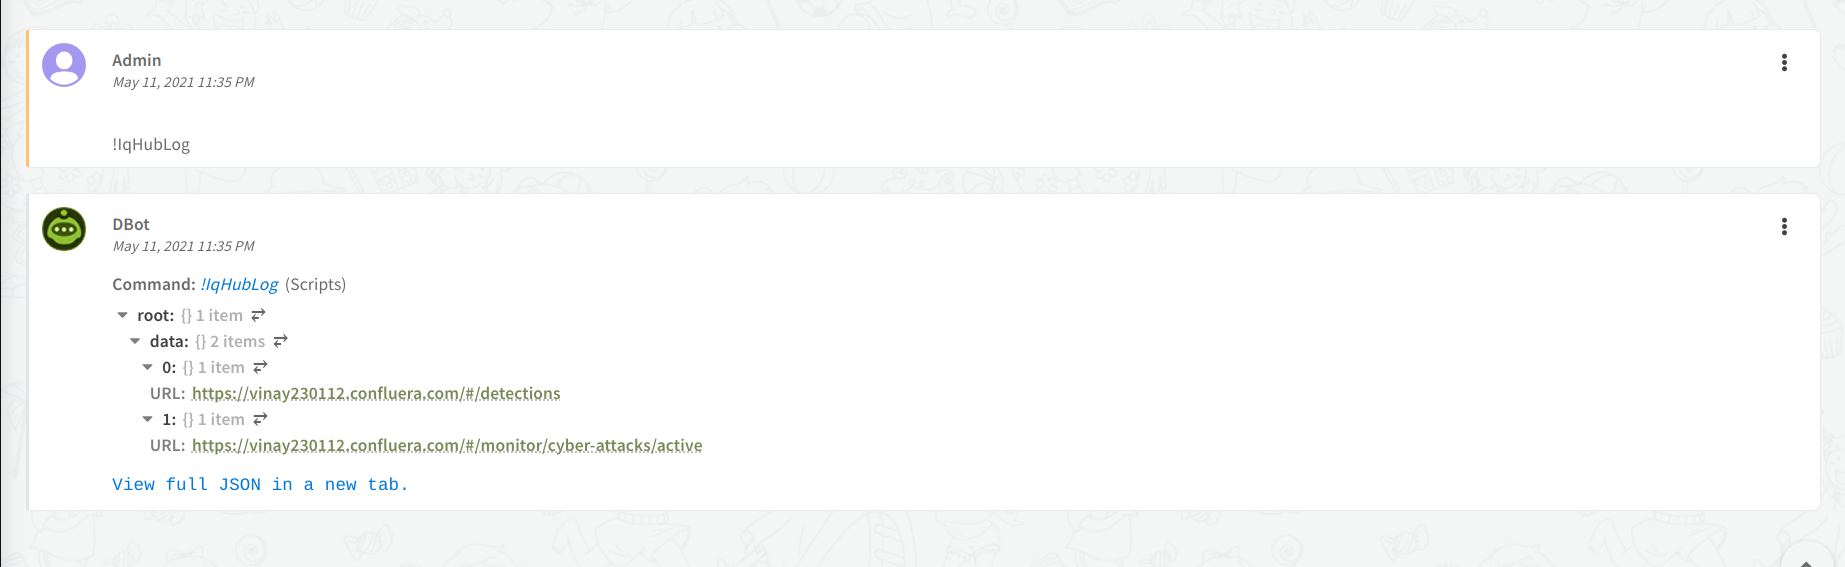 Admin
May 11, 2021 11:35 PM
!IqHubLog
DBot
May 11, 2021 11:35 PM
Command: !IqHubLog (Scripts)
root: {} 1 item
data: {} 2 items
0: {} 1 item
URL: https://vinay230112.confluera.com/#/detections
1: {} 1 item
URL: https://vinay230112.confluera.com/#/monitor/cyber-attacks/active
View full JSON in a new tab.